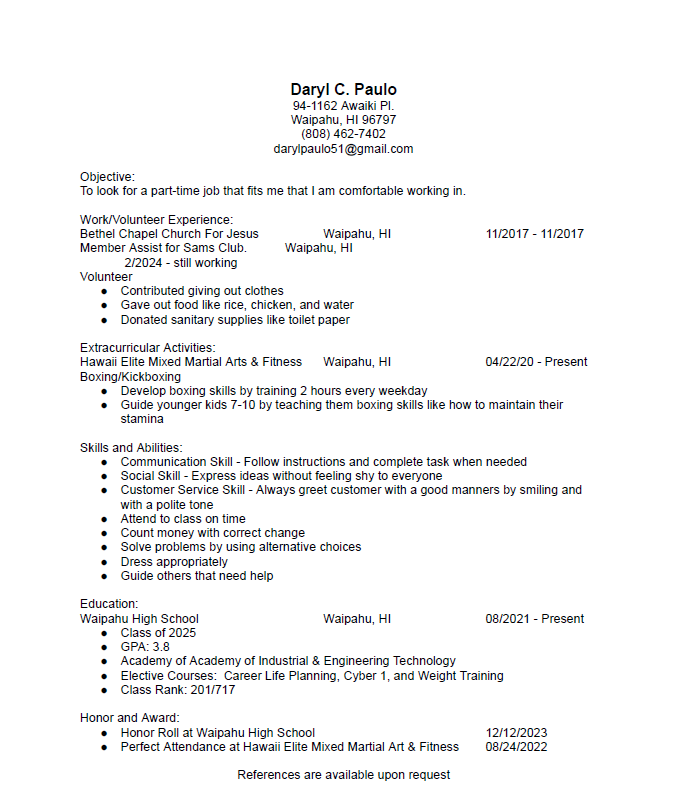 Daryl C. Paulo
94-1162 Awaiki Pl.
Waipahu, HI 96797
(808) 462-7402
darylpaulo51@gmail.com
Objective:
To look for a part-time job that fits me that I am comfortable working in.
Work/Volunteer Experience:
Bethel Chapel Church For Jesus Waipahu, HI 11/2017 - 11/2017
Member Assist for Sams Club. Waipahu, HI
2/2024 - still working
Volunteer
● Contributed giving out clothes
● Gave out food like rice, chicken, and water
● Donated sanitary supplies like toilet paper
Extracurricular Activities:
Hawaii Elite Mixed Martial Arts & Fitness Waipahu, HI 04/22/20 - Present
Boxing/Kickboxing
● Develop boxing skills by training 2 hours every weekday
● Guide younger kids 7-10 by teaching them boxing skills like how to maintain their
stamina
Skills and Abilities:
● Communication Skill - Follow instructions and complete task when needed
● Social Skill - Express ideas without feeling shy to everyone
● Customer Service Skill - Always greet customer with a good manners by smiling and
with a polite tone
● Attend to class on time
● Count money with correct change
● Solve problems by using alternative choices
● Dress appropriately
● Guide others that need help
Education:
Waipahu High School Waipahu, HI 08/2021 - Present
● Class of 2025
● GPA: 3.8
● Academy of Academy of Industrial & Engineering Technology
● Elective Courses:  Career Life Planning, Cyber 1, and Weight Training
● Class Rank: 201/717
Honor and Award:
● Honor Roll at Waipahu High School 12/12/2023
● Perfect Attendance at Hawaii Elite Mixed Martial Art & Fitness 08/24/2022
References are available upon request